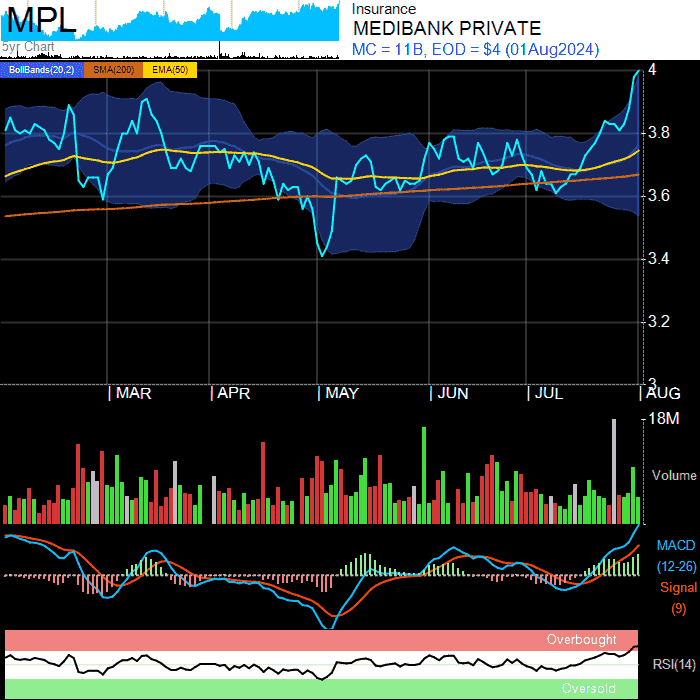 MPL
5yr Chart
Insurance
MEDIBANK PRIVATE
MC = 11B, EOD = $4 (01Aug2024)
BollBands(20,2) SMA(200) EMA(50)
4
3.8
3.6
3.4
3.2
3
MAR APR MAY JUN JUL AUG
18M
Volume
MACD
(12-26)
Signal
(9)
Overbought
RSI(14)
Oversold